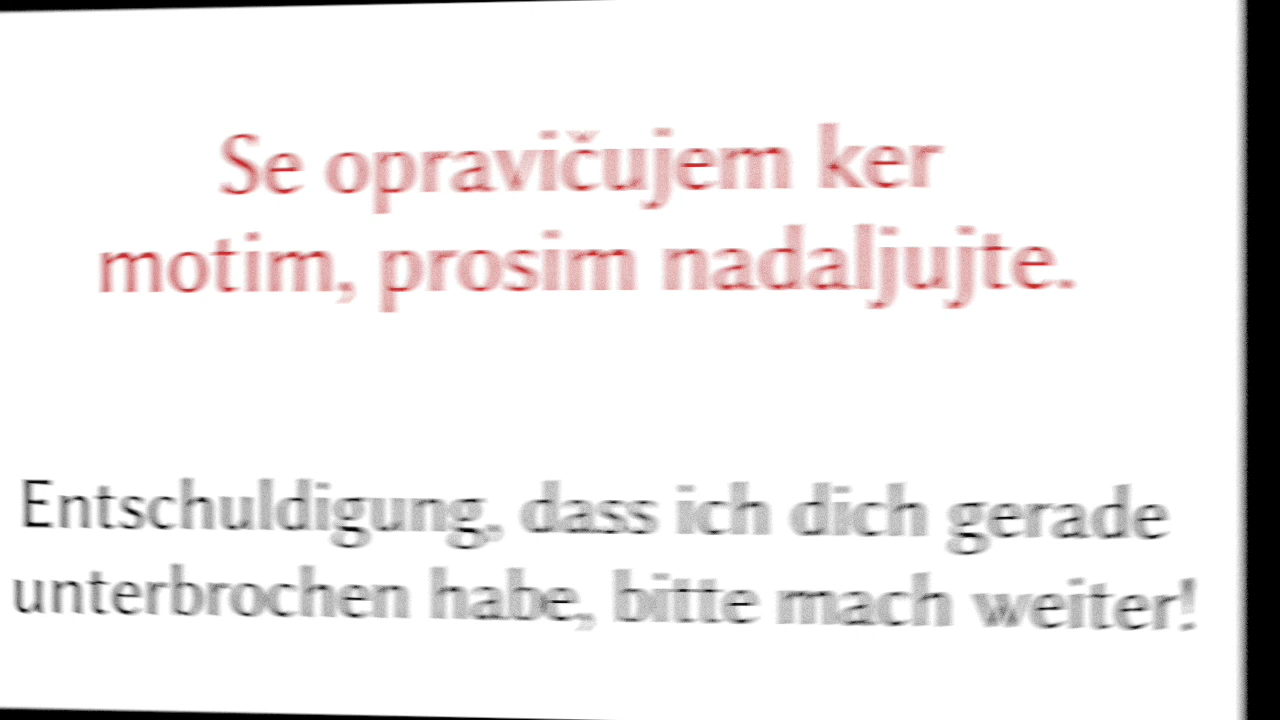 Se opravičujem ker
motim, prosim nadaljujte.
Entschuldigung, dass ich dich gerade
unterbrochen habe, bitte mach weiter!